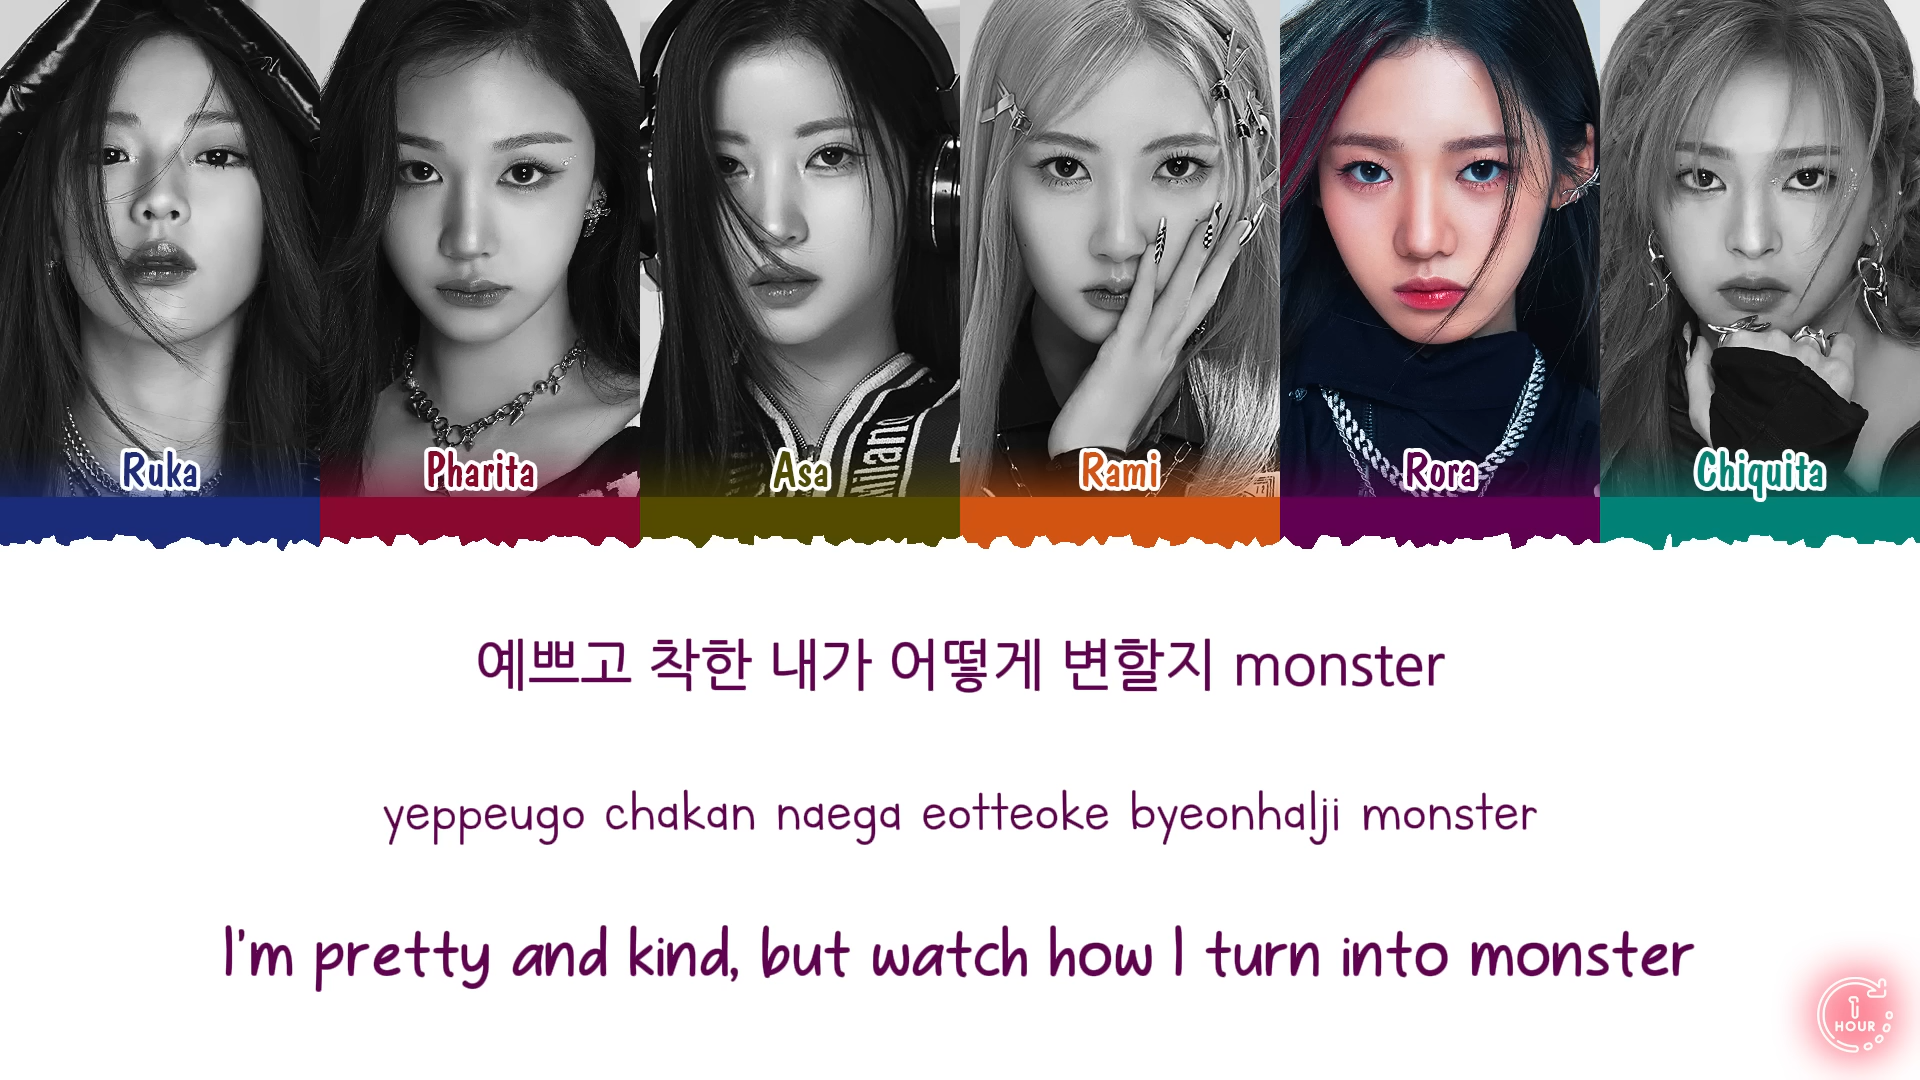 Ruka
Pharita
Asa
Rami
Rora
Chiquita
Milano
예쁘고 착한 내가 어떻게 변할지 monster
yeppeugo chakan naega eotteoke byeonhalji monster
I'm pretty and kind, but watch how I turn into monster
1
HOUR